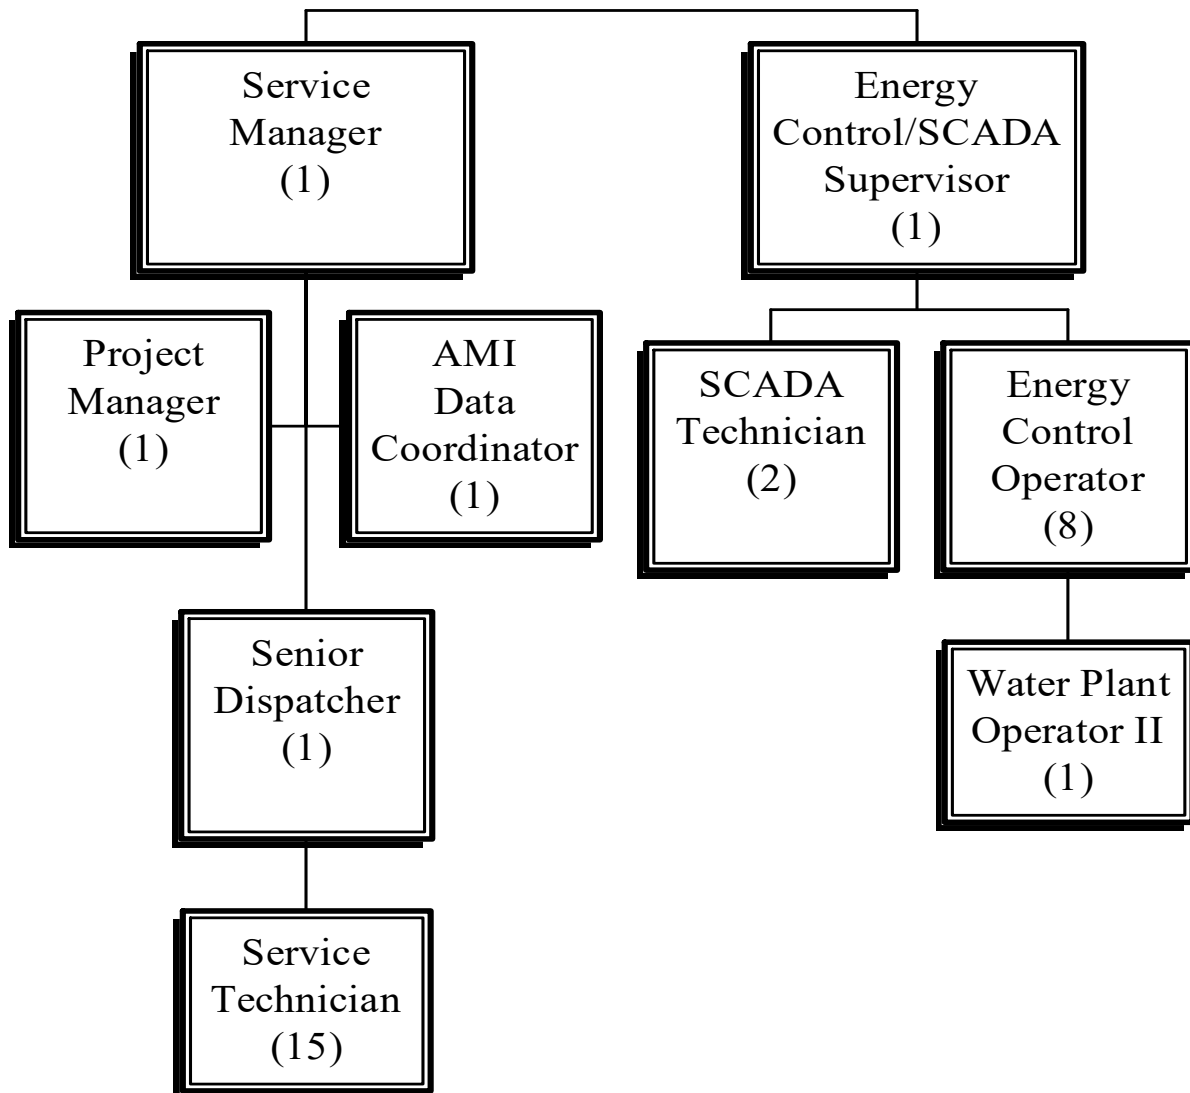 Service
Manager
(1)
Energy
Control/SCADA
Supervisor
(1)
Project
Manager
(1)
AMI
Data
Coordinator
(1)
SCADA
Technician
(2)
Energy
Control
Operator
(8)
Senior
Dispatcher
(1)
Water Plant
Operator II
(1)
Service
Technician
(15)